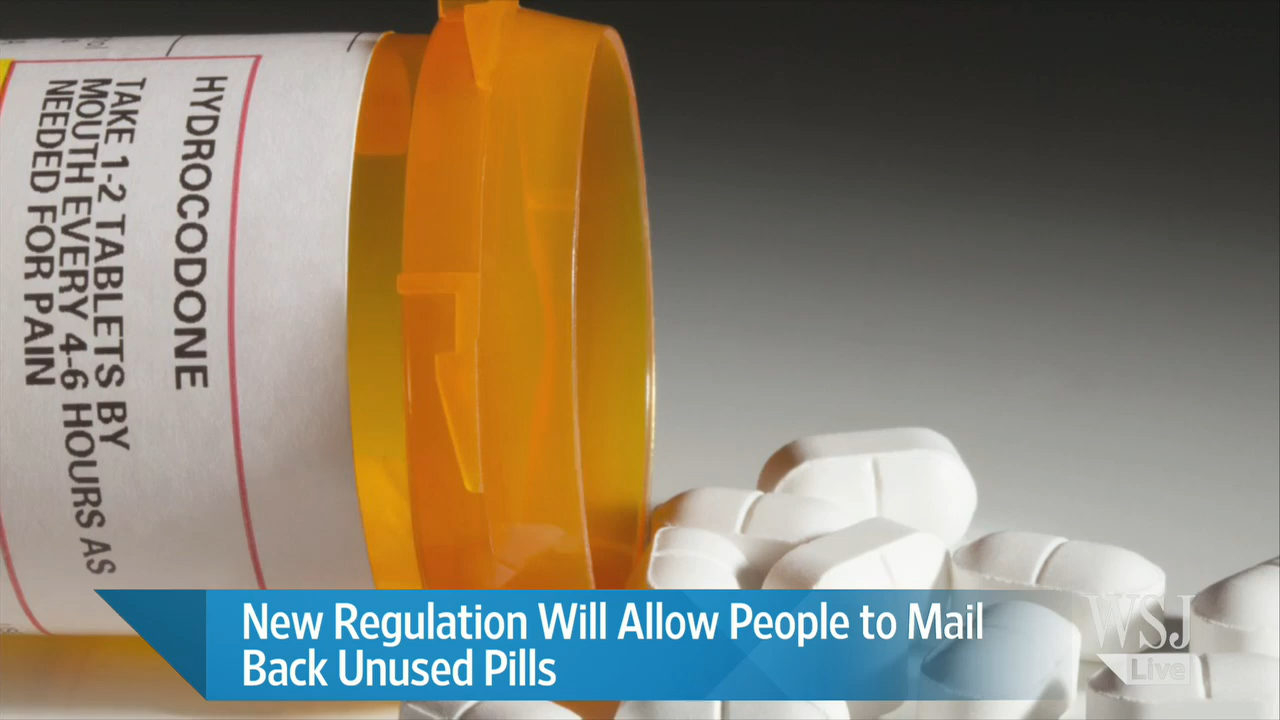 HYDROCODONE
TAKE 1-2 TABLETS BY
MOUTH EVERY 4-6 HOURS AS
NEEDED FOR PAIN
New Regulation Will Allow People to Mail
Back Unused Pills
WSJ
Live